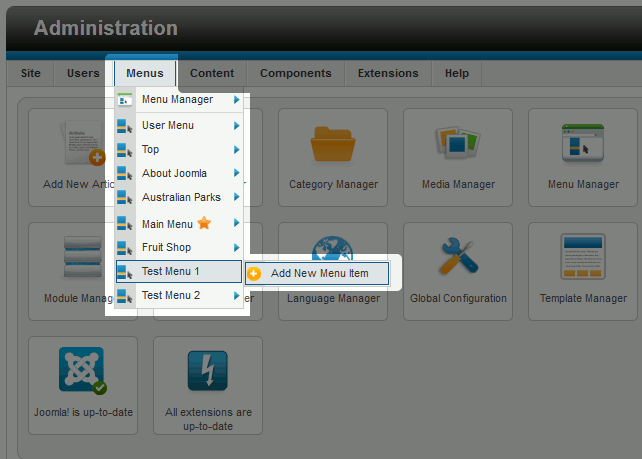 Administration
Site Users Menus Content Components Extensions Help
Menu Manager
User Menu
Top
About Joomla
Australian Parks
Main Menu
Fruit Shop
Test Menu 1
Add New Menu Item
Test Menu 2
Add New Artic
Category Manager
Media Manager
Menu Manager
Module Manag
Language Manager
Global Configuration
Template Manager
Joomla! is up-to-date
All extensions are
up-to-date